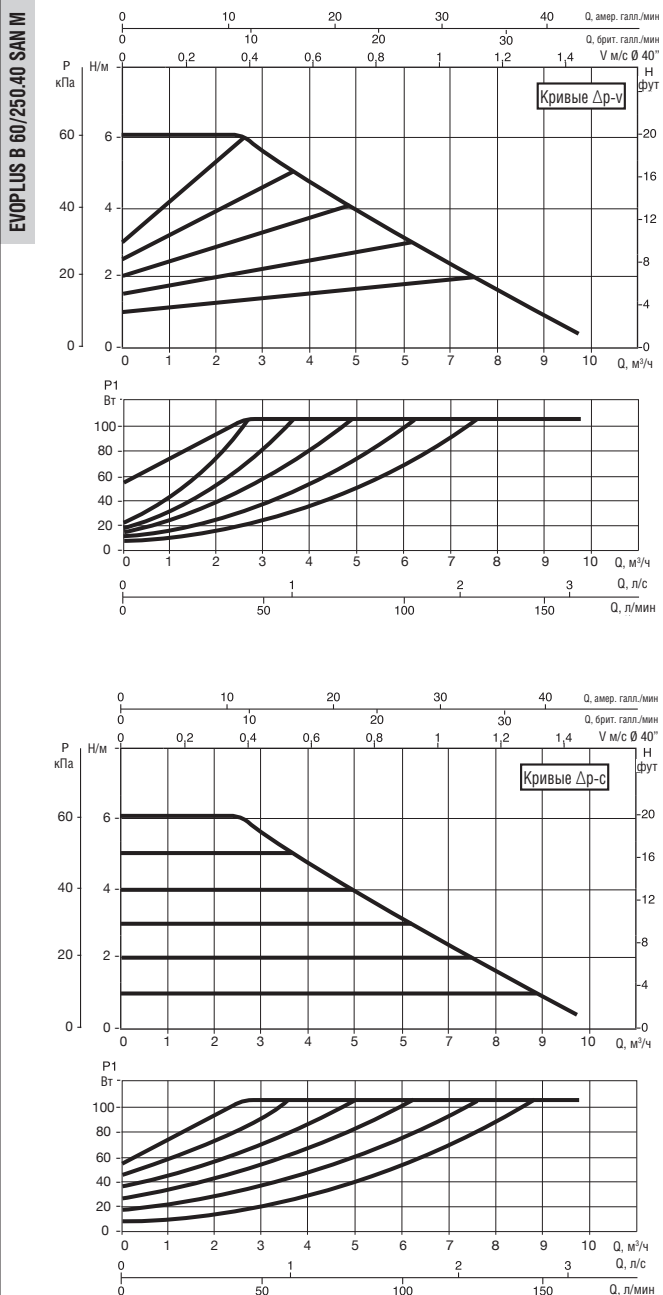 EVOPLUS B 60/250.40 SAN M
0 10 20 30 40 Q, амер. галл./мин
0 10 20 30 Q, брит. галл./мин
0 0,2 0,4 0,6 0,8 1 1,2 1,4 V м/с Ø 40"
P кПа H/м H фут
Кривые Δp-v
60 6 20
16
40 4 12
20 2 8
4
0 0 0
0 1 2 3 4 5 6 7 8 9 10 Q, м³/ч
P1
Вт
100
80
60
40
20
0
0 1 2 3 4 5 6 7 8 9 10 Q, м³/ч
0 1 2 3 Q, л/с
0 50 100 150 Q, л/мин
0 10 20 30 40 Q, амер. галл./мин
0 10 20 30 Q, брит. галл./мин
0 0,2 0,4 0,6 0,8 1 1,2 1,4 V м/с Ø 40"
P кПа H/м H фут
Кривые Δp-c
60 6 20
16
40 4 12
20 2 8
4
0 0 0
0 1 2 3 4 5 6 7 8 9 10 Q, м³/ч
P1
Вт
100
80
60
40
20
0
0 1 2 3 4 5 6 7 8 9 10 Q, м³/ч
0 1 2 3 Q, л/с
0 50 100 150 Q, л/мин